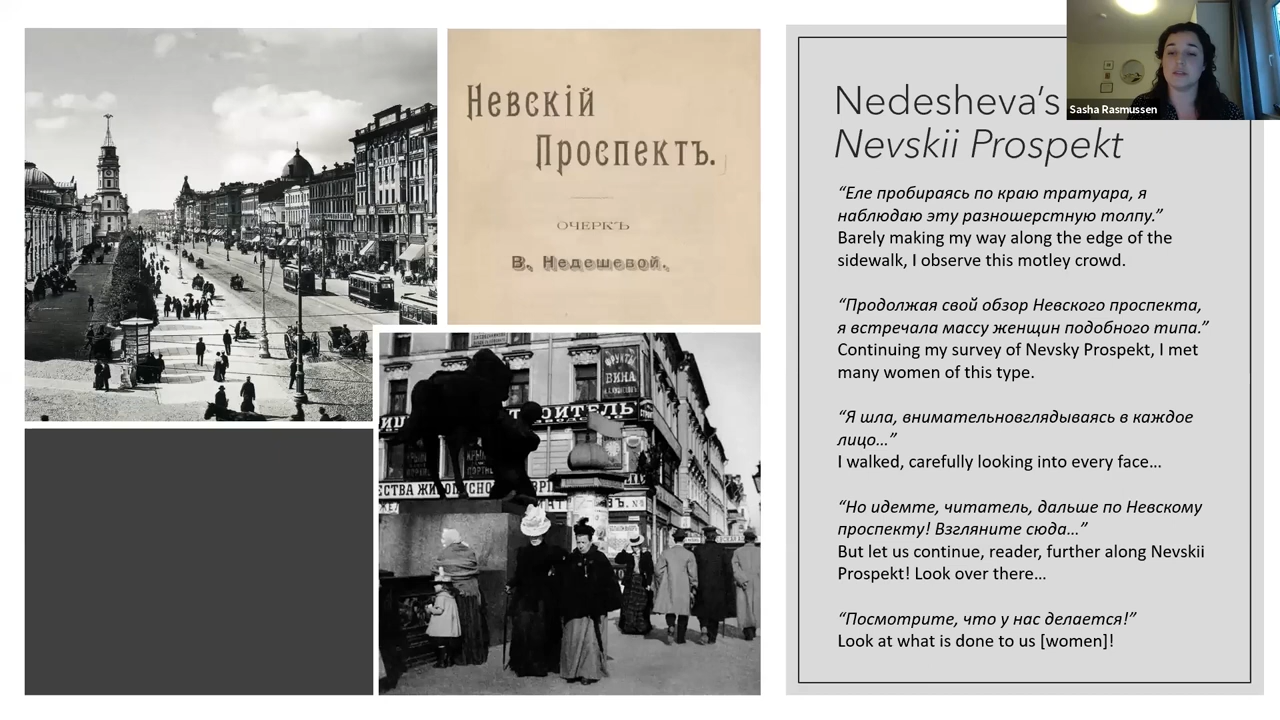 Невскій
Проспектъ.
ОЧЕРКЪ
В. Недешевой.
ФРУКТЫ
ВИНА
Sasha Rasmussen
Nedesheva’s
Nevskii Prospekt
“Еле пробираясь по краю тратуара, я
наблюдаю эту разношерстную толпу.”
Barely making my way along the edge of the
sidewalk, I observe this motley crowd.
“Продолжая свой обзор Невского проспекта,
я встречала массу женщин подобного типа.”
Continuing my survey of Nevsky Prospekt, I met
many women of this type.
“Я шла, внимательновглядываясь в каждое
лицо…”
I walked, carefully looking into every face…
“Но идемте, читатель, дальше по Невскому
проспекту! Взгляните сюда…”
But let us continue, reader, further along Nevskii
Prospekt! Look over there…
“Посмотрите, что у нас делается!”
Look at what is done to us [women]!